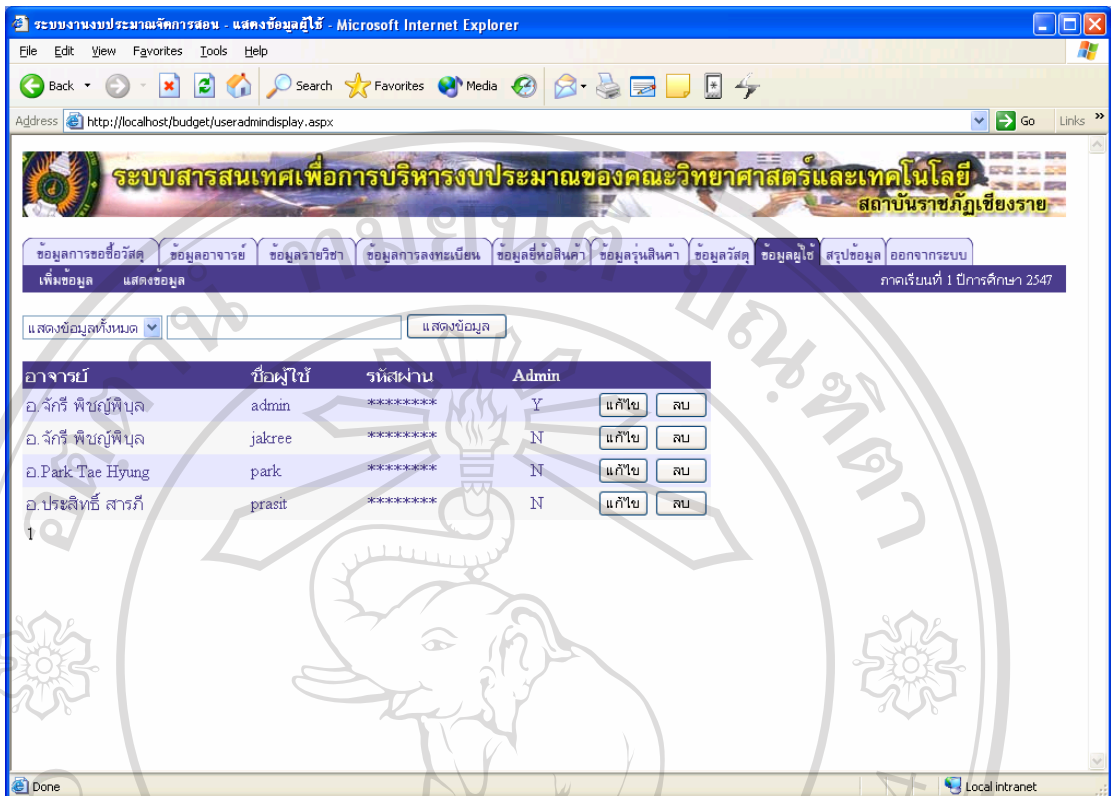 ระบบงานงบประมาณจัดการสอน - แสดงข้อมูลผู้ใช้ - Microsoft Internet Explorer
File Edit View Favorites Tools Help
Back Search Favorites Media
Address http://localhost/budget/useradmindisplay.aspx Go Links »
ระบบสารสนเทศเพื่อการบริหารงบประมาณของคณะวิทยาศาสตร์และเทคโนโลยี
สถาบันราชภัฏเชียงราย
ข้อมูลการขอซื้อวัสดุ ข้อมูลอาจารย์ ข้อมูลรายวิชา ข้อมูลการลงทะเบียน ข้อมูลยี่ห้อสินค้า ข้อมูลรุ่นสินค้า ข้อมูลวัสดุ ข้อมูลผู้ใช้ สรุปข้อมูล ออกจากระบบ
เพิ่มข้อมูล แสดงข้อมูล ภาคเรียนที่ 1 ปีการศึกษา 2547
แสดงข้อมูลทั้งหมด แสดงข้อมูล
อาจารย์ ชื่อผู้ใช้ รหัสผ่าน Admin
อ.จักรี พิชญ์พิบุล admin ******** Y แก้ไข ลบ
อ.จักรี พิชญ์พิบุล jakree ******** N แก้ไข ลบ
อ.Park Tae Hyung park ******** N แก้ไข ลบ
อ.ประสิทธิ์ สารภี prasit ******** N แก้ไข ลบ
1
Done Local intranet